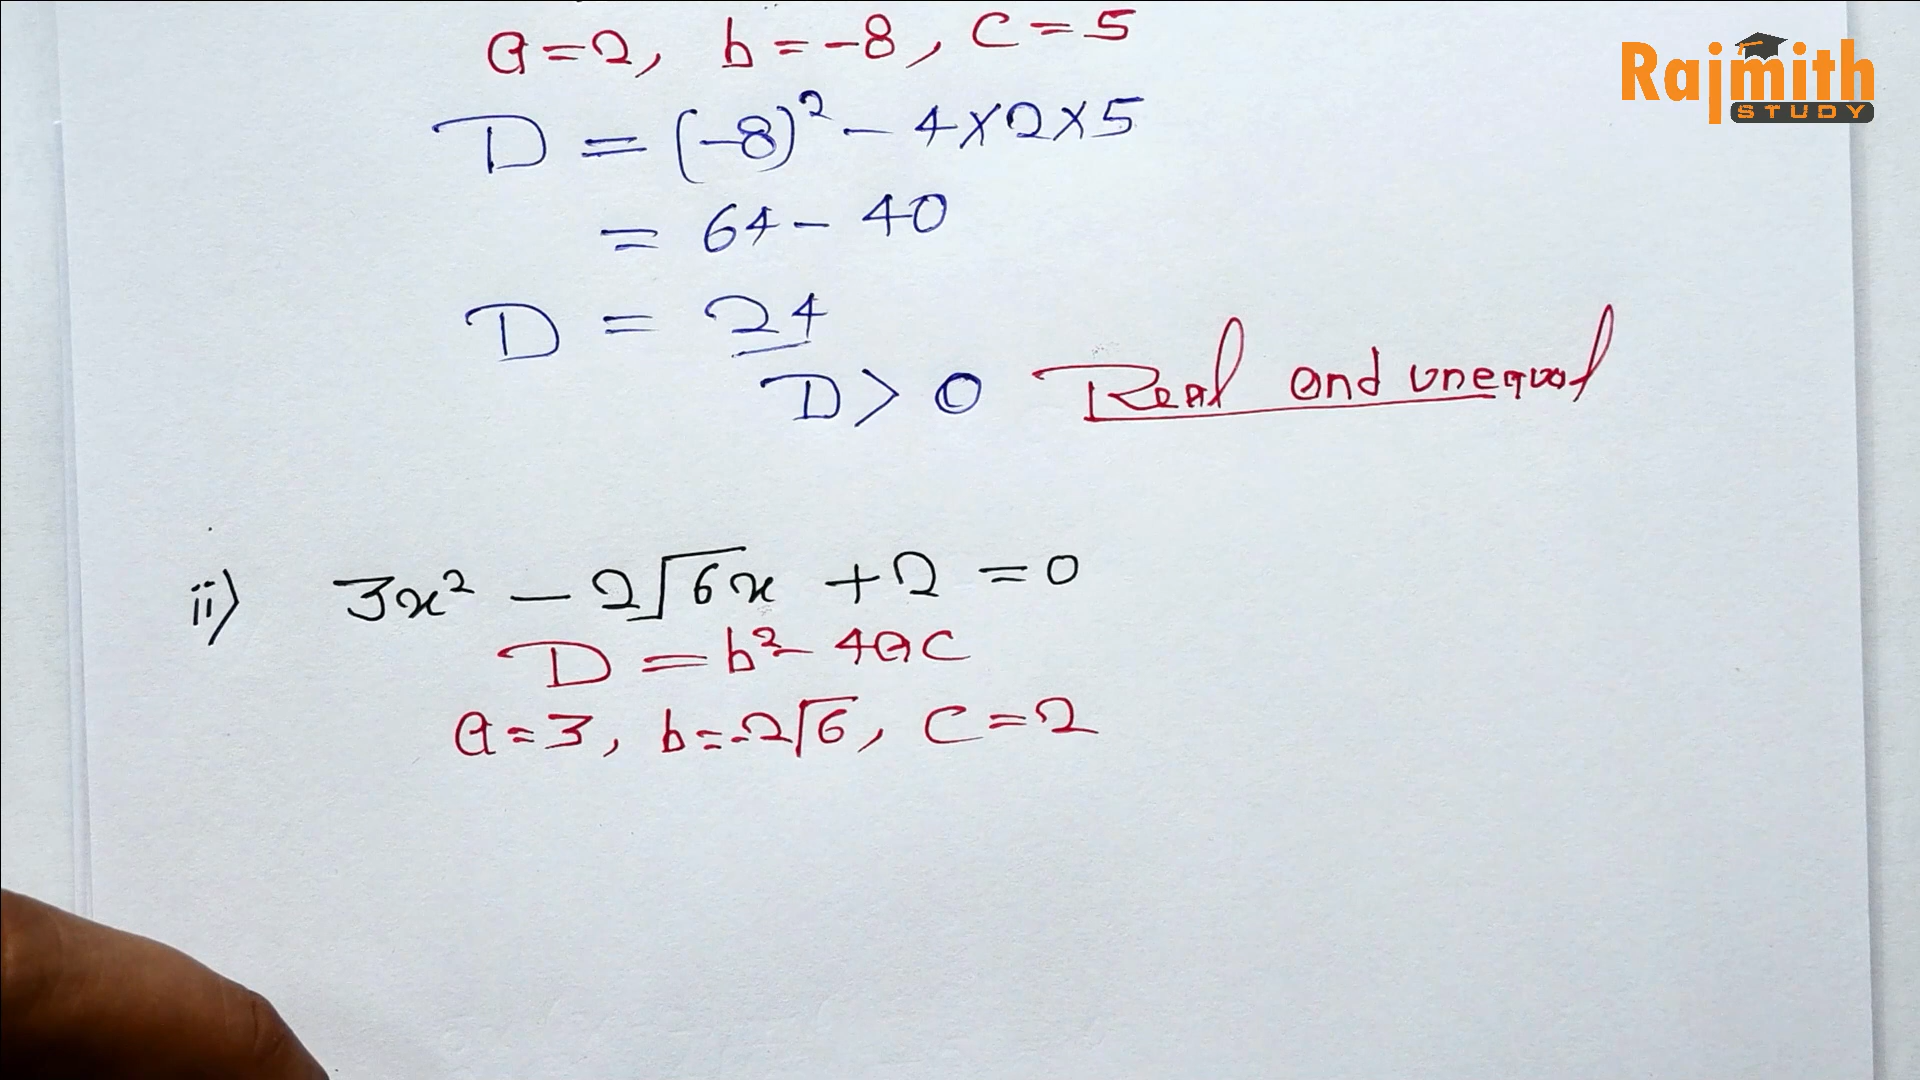 a=2, b=-8, c=5
Rajmith
STUDY
D = (-8)² - 4×2×5
= 64 - 40
D = 24
D > 0 Real and unequal
ii) 3x² - 2√6x + 2 = 0
D = b² - 4ac
a=3, b=-2√6, c=2